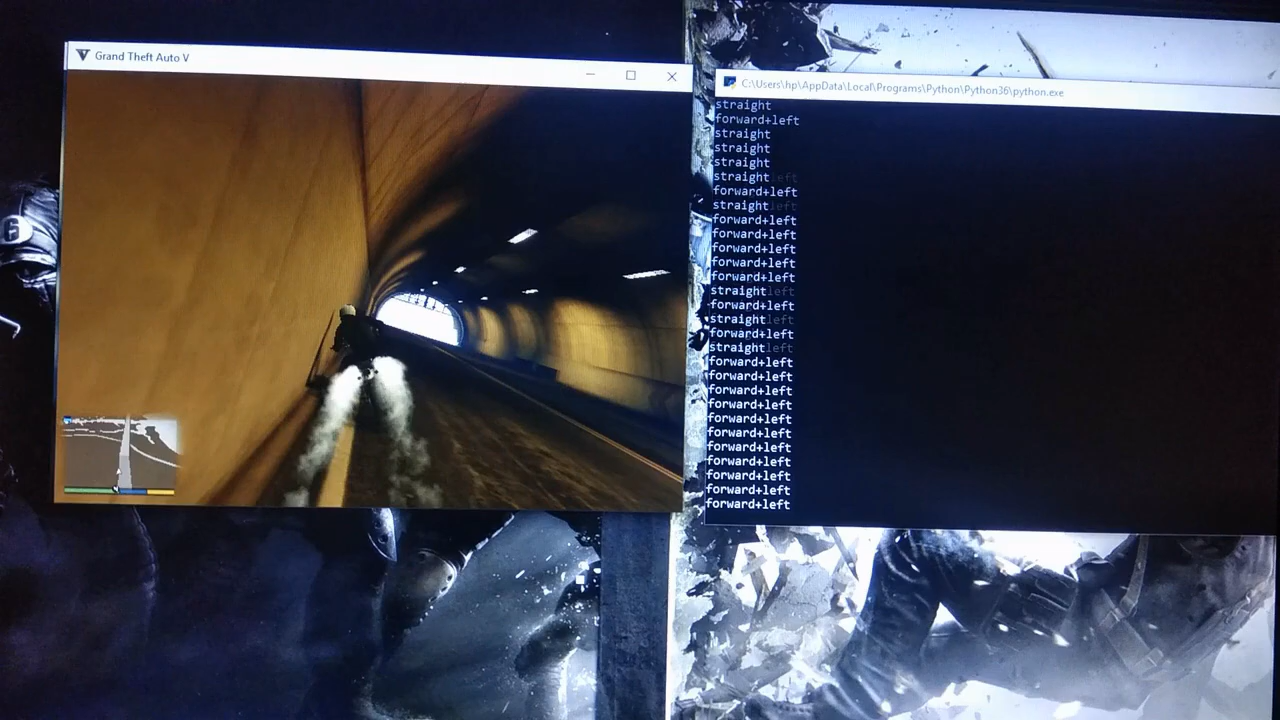 Grand Theft Auto V
C:\Users\hp\AppData\Local\Programs\Python\Python36\python.exe
straight
forward+left
straight
straight
straight
straight
forward+left
straight
forward+left
forward+left
forward+left
forward+left
forward+left
straight
forward+left
straight
forward+left
straight
forward+left
forward+left
forward+left
forward+left
forward+left
forward+left
forward+left
forward+left
forward+left
forward+left
forward+left